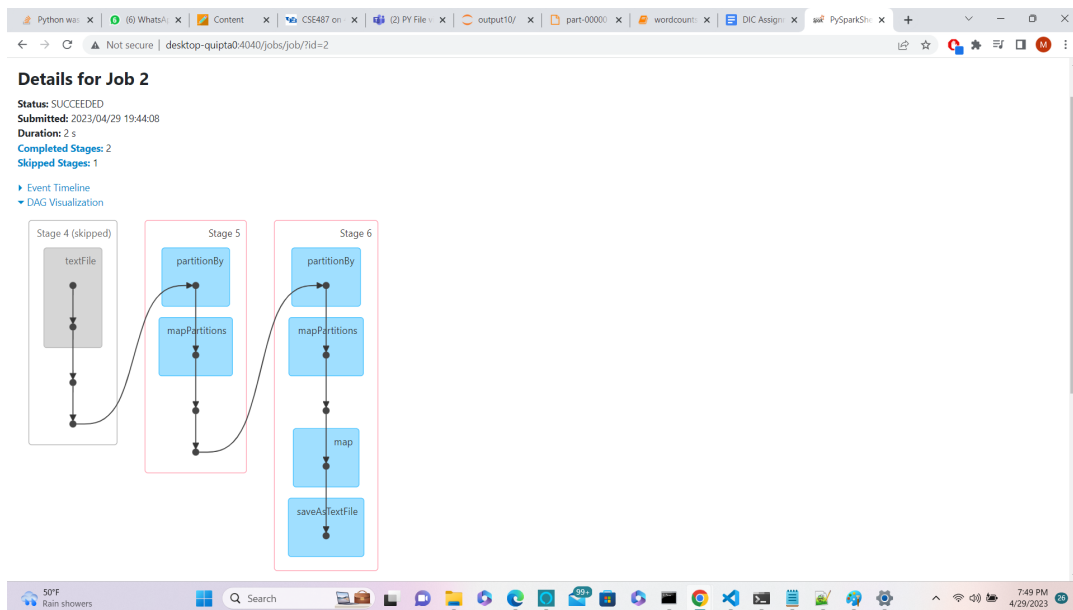 Python was
(6) WhatsA
Content
CSE487 on
(2) PY File
output10/
part-00000
wordcounts
DIC Assign
PySparkShe
Not secure
desktop-quipta0:4040/jobs/job/?id=2
M
Details for Job 2
Status: SUCCEEDED
Submitted: 2023/04/29 19:44:08
Duration: 2 s
Completed Stages: 2
Skipped Stages: 1
Event Timeline
DAG Visualization
Stage 4 (skipped)
textFile
Stage 5
partitionBy
mapPartitions
Stage 6
partitionBy
mapPartitions
map
saveAsTextFile
50°F
Rain showers
Search
99+
7:49 PM
4/29/2023
26